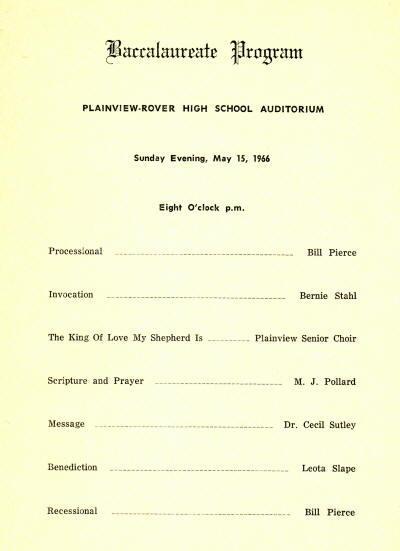 Baccalaureate Program
PLAINVIEW-ROVER HIGH SCHOOL AUDITORIUM
Sunday Evening, May 15, 1966
Eight O'clock p.m.
Processional Bill Pierce
Invocation Bernie Stahl
The King Of Love My Shepherd Is Plainview Senior Choir
Scripture and Prayer M. J. Pollard
Message Dr. Cecil Sutley
Benediction Leota Slape
Recessional Bill Pierce